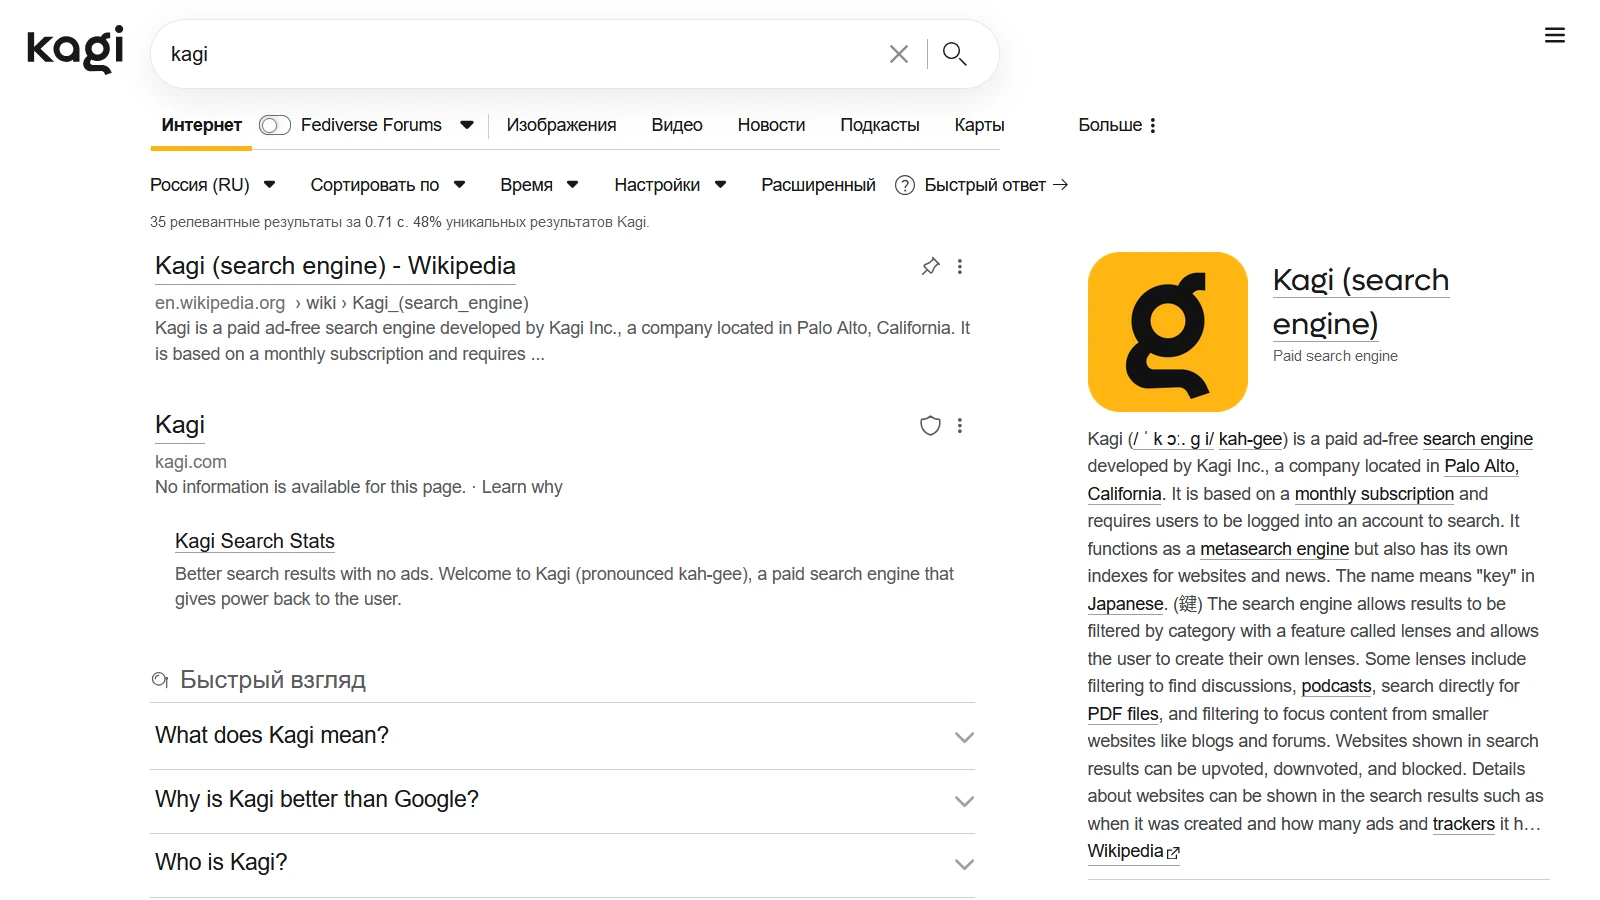 kagi
kagi
Интернет Fediverse Forums Изображения Видео Новости Подкасты Карты Больше
Россия (RU) Сортировать по Время Настройки Расширенный ? Быстрый ответ →
35 релевантные результаты за 0.71 с. 48% уникальных результатов Kagi.
Kagi (search engine) - Wikipedia
en.wikipedia.org › wiki › Kagi_(search_engine)
Kagi is a paid ad-free search engine developed by Kagi Inc., a company located in Palo Alto, California. It
is based on a monthly subscription and requires ...
Kagi
kagi.com
No information is available for this page. · Learn why
Kagi Search Stats
Better search results with no ads. Welcome to Kagi (pronounced kah-gee), a paid search engine that
gives power back to the user.
Быстрый взгляд
What does Kagi mean?
Why is Kagi better than Google?
Who is Kagi?
g
Kagi (search
engine)
Paid search engine
Kagi (/ ˈ k ɔː. ɡ i/ kah-gee) is a paid ad-free search engine
developed by Kagi Inc., a company located in Palo Alto,
California. It is based on a monthly subscription and
requires users to be logged into an account to search. It
functions as a metasearch engine but also has its own
indexes for websites and news. The name means "key" in
Japanese. (鍵) The search engine allows results to be
filtered by category with a feature called lenses and allows
the user to create their own lenses. Some lenses include
filtering to find discussions, podcasts, search directly for
PDF files, and filtering to focus content from smaller
websites like blogs and forums. Websites shown in search
results can be upvoted, downvoted, and blocked. Details
about websites can be shown in the search results such as
when it was created and how many ads and trackers it h…
Wikipedia